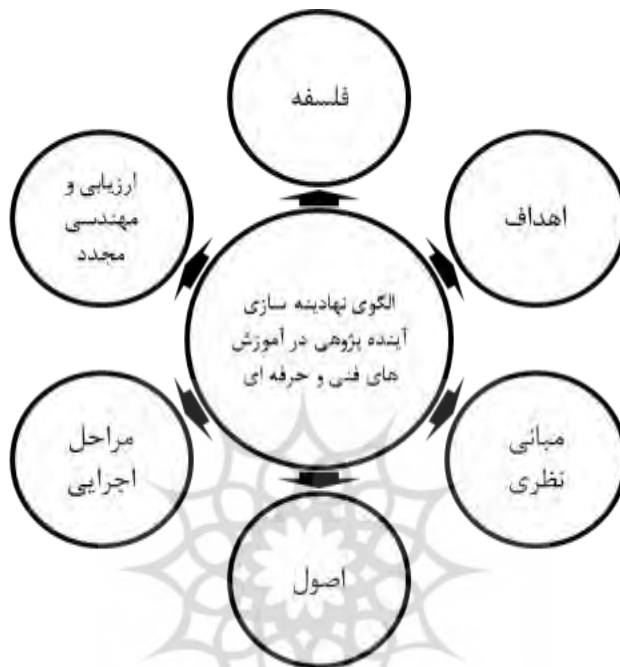 فلسفه
اهداف
مبانی
نظری
اصول
مراحل
اجرایی
ارزیابی و
مهندسی
مجدد
الگوی نهادینه سازی
آینده پژوهی در آموزش
های فنی و حرفه ای